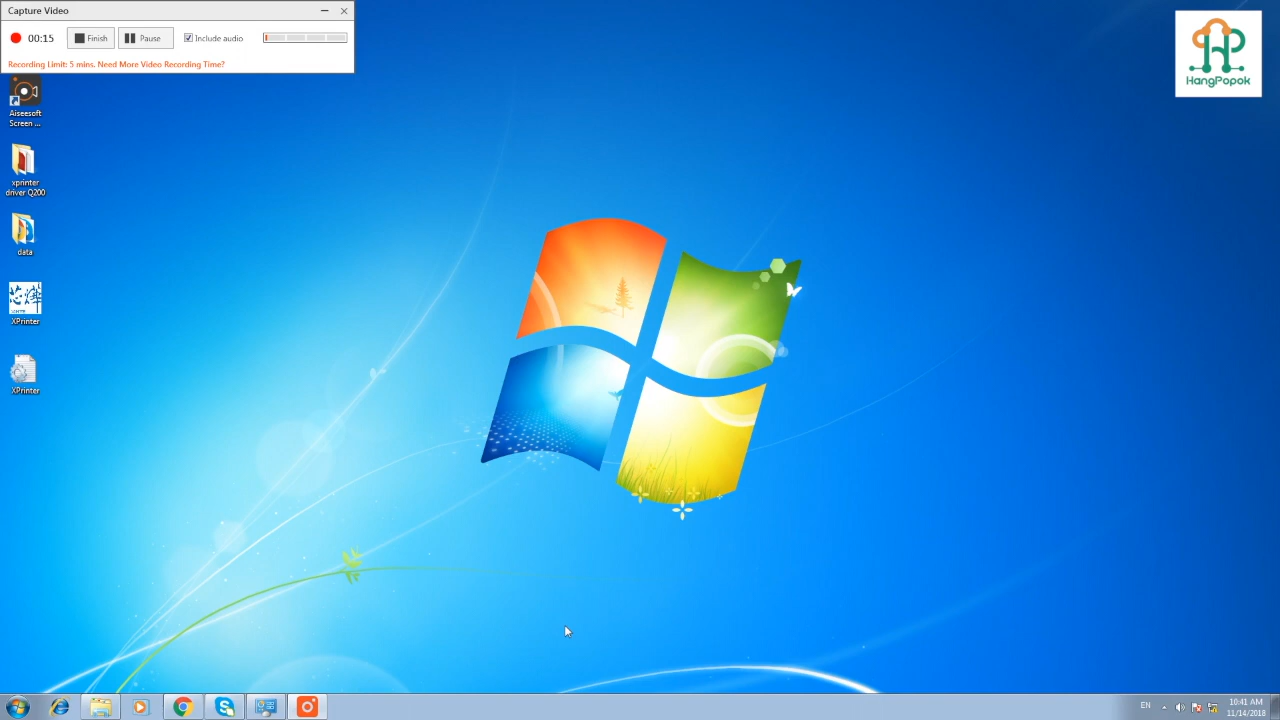 Capture Video
00:15
Finish
Pause
Include audio
Recording Limit: 5 mins. Need More Video Recording Time?
HangPopok
Aiseesoft
Screen ...
xprinter
driver Q200
data
XPrinter
XPrinter
EN
10:41 AM
11/14/2018